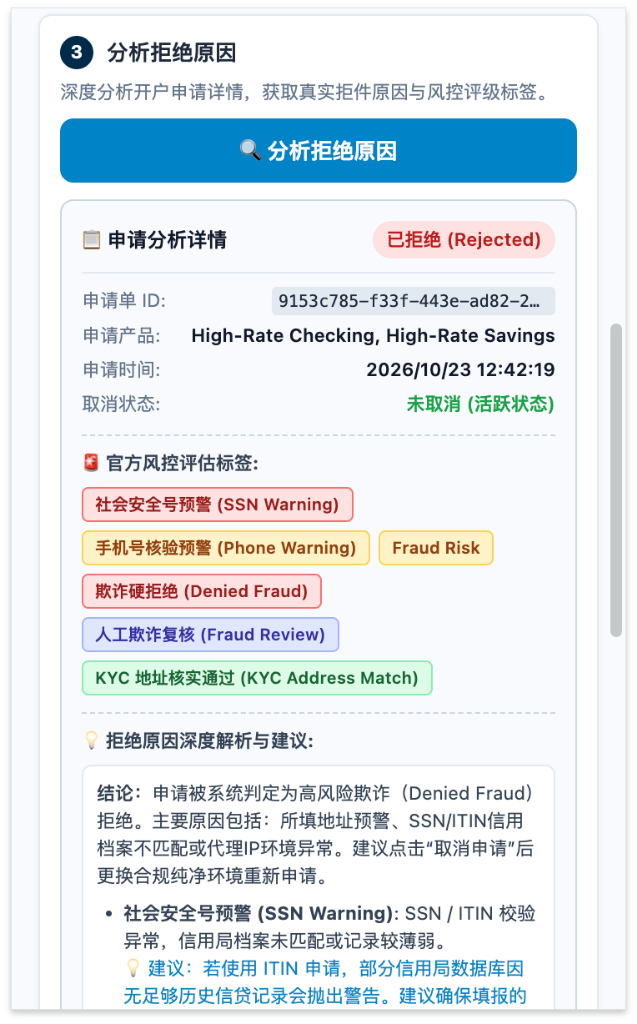 3 分析拒绝原因
深度分析开户申请详情，获取真实拒件原因与风控评级标签。
🔍 分析拒绝原因
📋 申请分析详情 已拒绝 (Rejected)
申请单 ID: 9153c785-f33f-443e-ad82-2…
申请产品: High-Rate Checking, High-Rate Savings
申请时间: 2026/10/23 12:42:19
取消状态: 未取消 (活跃状态)
🚨 官方风控评估标签:
社会安全号预警 (SSN Warning)
手机号核验预警 (Phone Warning) Fraud Risk
欺诈硬拒绝 (Denied Fraud)
人工欺诈复核 (Fraud Review)
KYC 地址核实通过 (KYC Address Match)
💡 拒绝原因深度解析与建议:
结论：申请被系统判定为高风险欺诈（Denied Fraud）
拒绝。主要原因包括：所填地址预警、SSN/ITIN信用
档案不匹配或代理IP环境异常。建议点击“取消申请”后
更换合规纯净环境重新申请。
• 社会安全号预警 (SSN Warning): SSN / ITIN 校验
异常，信用局档案未匹配或记录较薄弱。
💡 建议：若使用 ITIN 申请，部分信用局数据库因
无足够历史信贷记录会抛出警告。建议确保填报的